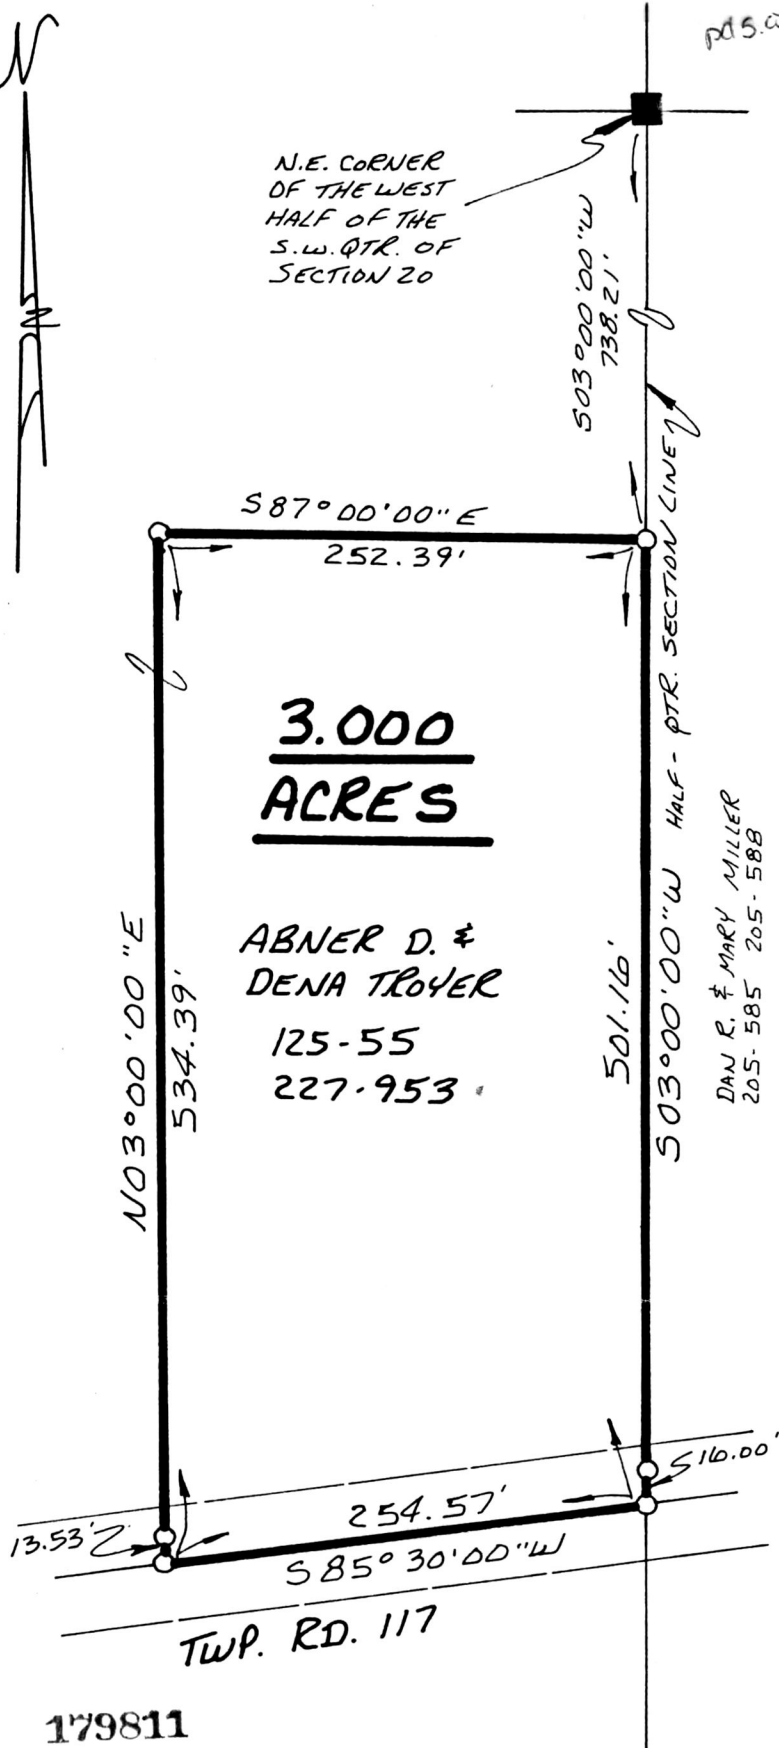 N
N.E. CORNER
OF THE WEST
HALF OF THE
S.W. QTR. OF
SECTION 20
S03°00'00"W
738.21'
S87°00'00"E
252.39'
HALF - QTR. SECTION LINE
3.000
ACRES
ABNER D. &
DENA TROYER
125-55
227-953
N03°00'00"E
534.39'
501.16'
S03°00'00"W
DAN R. & MARY MILLER
205-585 205-588
16.00'
254.57'
S85°30'00"W
13.53'
TWP. RD. 117
179811